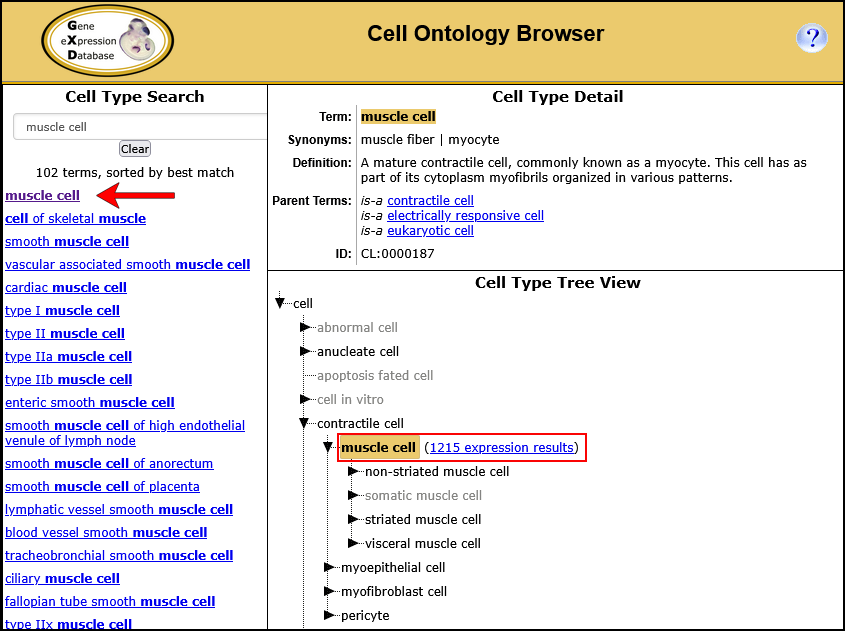 Gene
eXpression
Database
Cell Ontology Browser
?
Cell Type Search
muscle cell
Clear
102 terms, sorted by best match
muscle cell
cell of skeletal muscle
smooth muscle cell
vascular associated smooth muscle cell
cardiac muscle cell
type I muscle cell
type II muscle cell
type IIa muscle cell
type IIb muscle cell
enteric smooth muscle cell
smooth muscle cell of high endothelial
venule of lymph node
smooth muscle cell of anorectum
smooth muscle cell of placenta
lymphatic vessel smooth muscle cell
blood vessel smooth muscle cell
tracheobronchial smooth muscle cell
ciliary muscle cell
fallopian tube smooth muscle cell
type IIx muscle cell
Cell Type Detail
Term: muscle cell
Synonyms: muscle fiber | myocyte
Definition: A mature contractile cell, commonly known as a myocyte. This cell has as
part of its cytoplasm myofibrils organized in various patterns.
Parent Terms: is-a contractile cell
is-a electrically responsive cell
is-a eukaryotic cell
ID: CL:0000187
Cell Type Tree View
cell
abnormal cell
anucleate cell
apoptosis fated cell
cell in vitro
contractile cell
muscle cell (1215 expression results)
non-striated muscle cell
somatic muscle cell
striated muscle cell
visceral muscle cell
myoepithelial cell
myofibroblast cell
pericyte